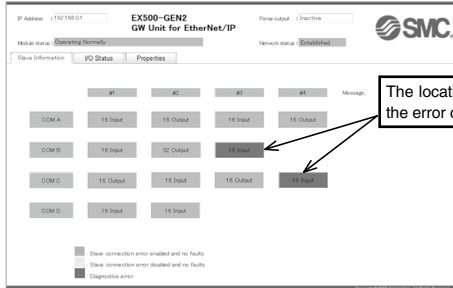 IP Address : 192.168.0.1 EX500-GEN2 Force output : Inactive
GW Unit for EtherNet/IP
SMC.
Module status : Operating Normally Network status : Established
Slave Information I/O Status Properties
#1 #2 #3 #4 Message;
The locati
the error
COM A 16 Input 16 Output 16 Input 16 Output
COM B 16 Input 32 Output 16 Input
COM C 16 Output 16 Input 16 Output 16 Input
COM D 16 Input 16 Input
: Slave connection error enabled and no faults
: Slave connection error disabled and no faults
: Diagnostics error